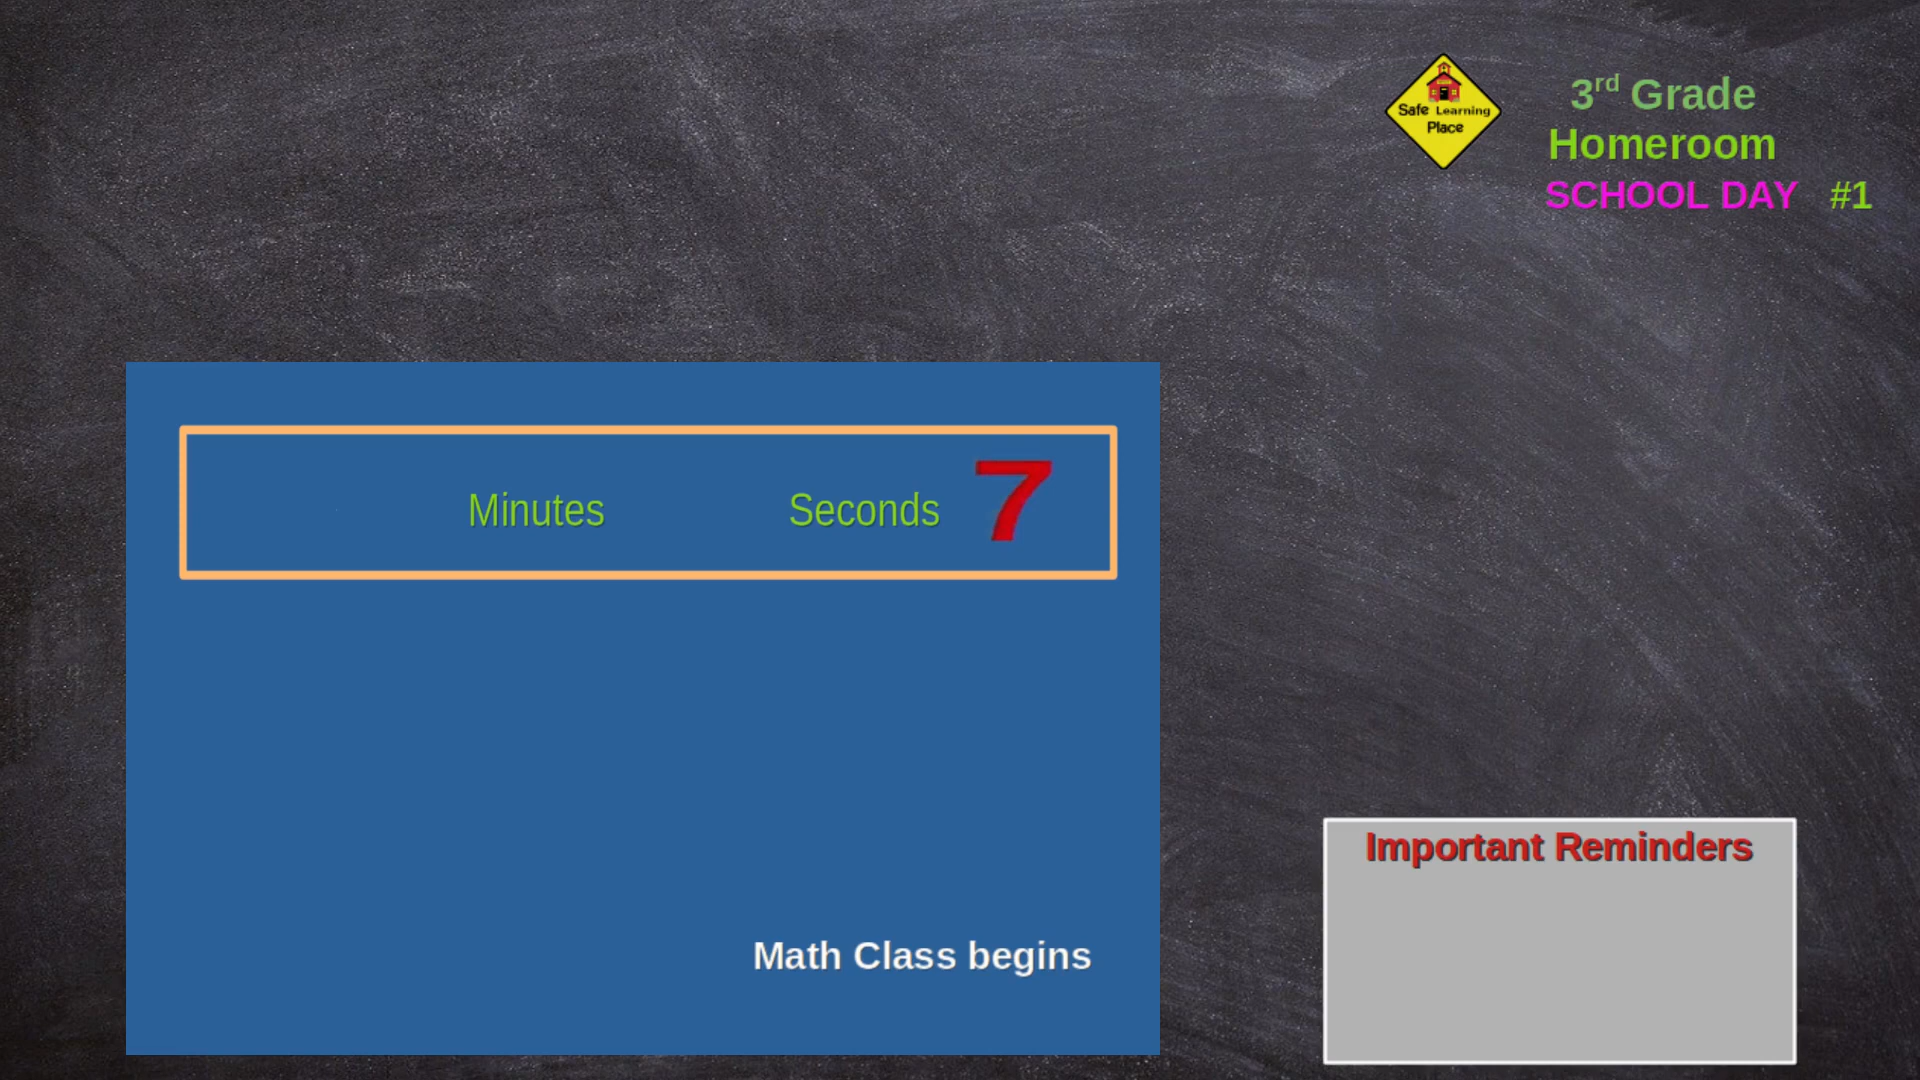 Safe Learning
Place
3rd Grade
Homeroom
SCHOOL DAY #1
Minutes Seconds 7
Math Class begins
Important Reminders